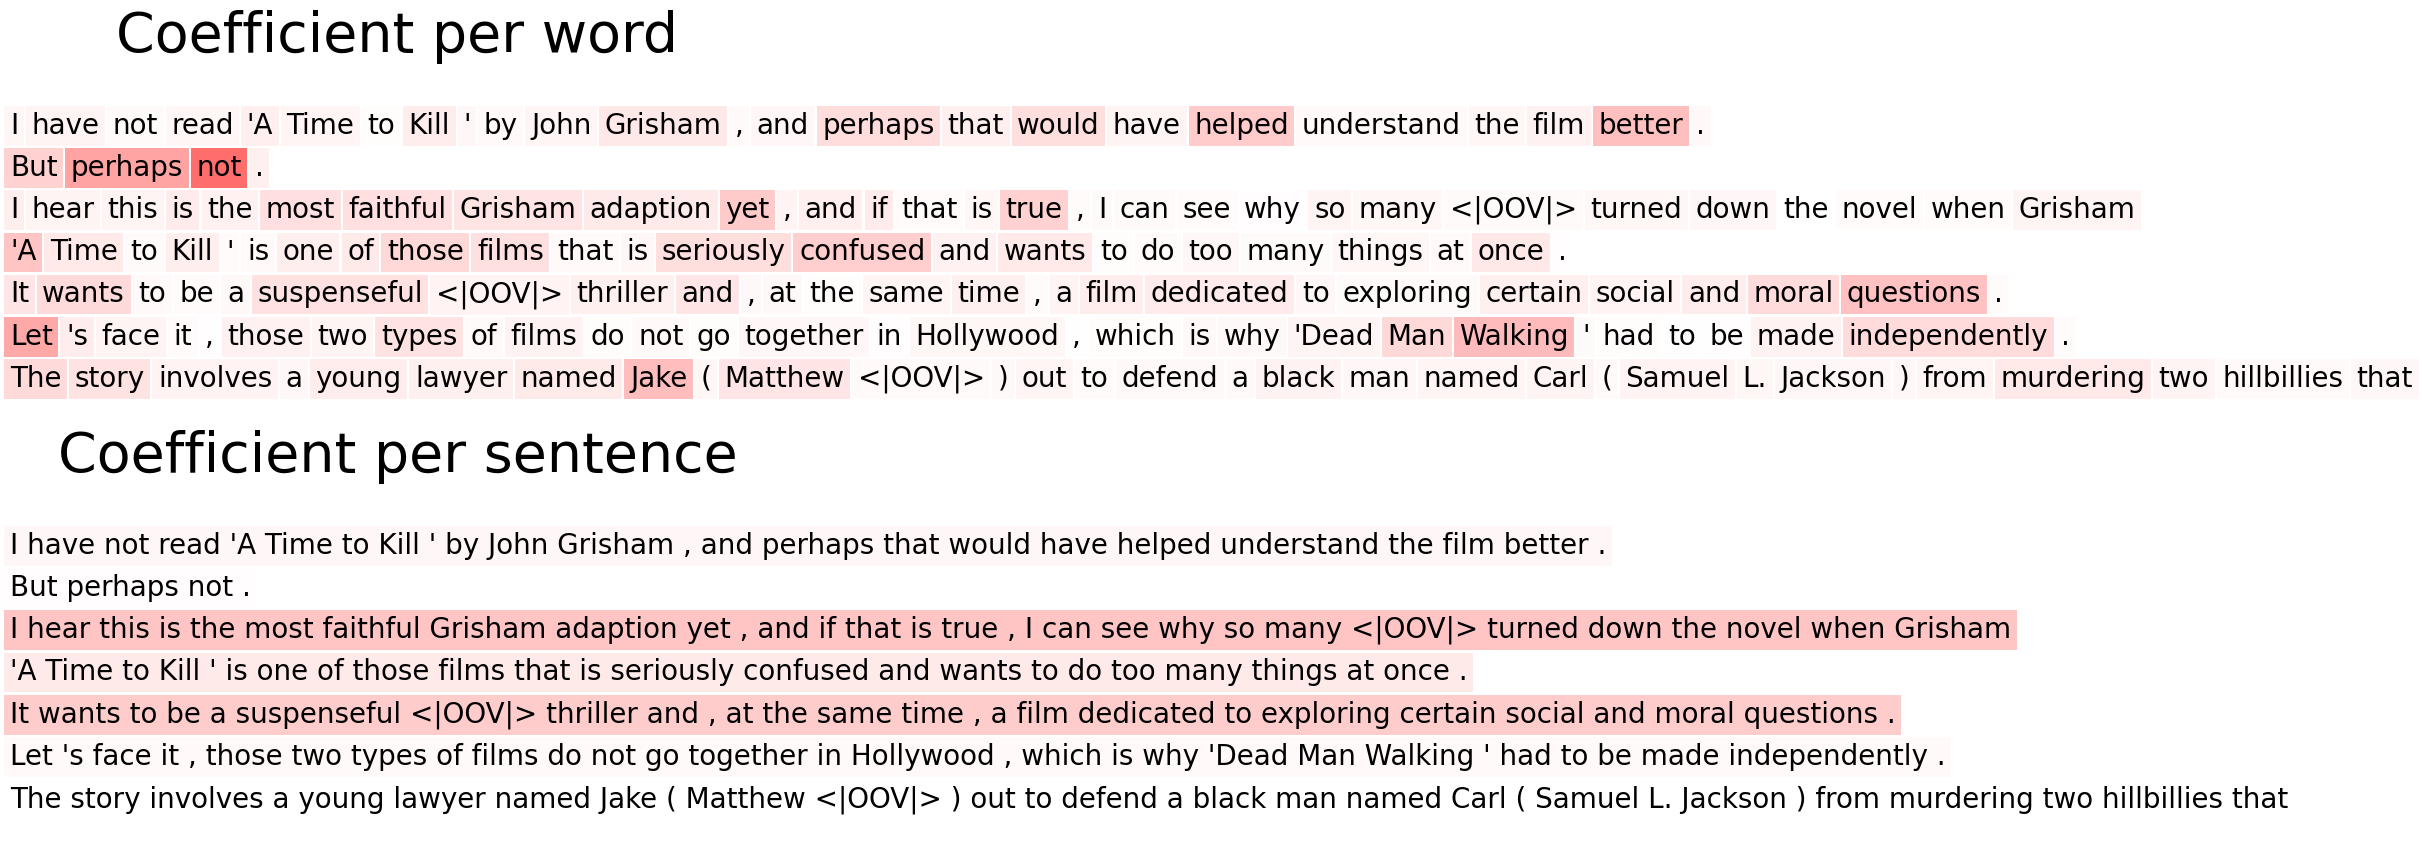 Coefficient per word
I have not read 'A Time to Kill ' by John Grisham , and perhaps that would have helped understand the film better .
But perhaps not .
I hear this is the most faithful Grisham adaption yet , and if that is true , I can see why so many <|OOV|> turned down the novel when Grisham
'A Time to Kill ' is one of those films that is seriously confused and wants to do too many things at once .
It wants to be a suspenseful <|OOV|> thriller and , at the same time , a film dedicated to exploring certain social and moral questions .
Let 's face it , those two types of films do not go together in Hollywood , which is why 'Dead Man Walking ' had to be made independently .
The story involves a young lawyer named Jake ( Matthew <|OOV|> ) out to defend a black man named Carl ( Samuel L. Jackson ) from murdering two hillbillies that
Coefficient per sentence
I have not read 'A Time to Kill ' by John Grisham , and perhaps that would have helped understand the film better .
But perhaps not .
I hear this is the most faithful Grisham adaption yet , and if that is true , I can see why so many <|OOV|> turned down the novel when Grisham
'A Time to Kill ' is one of those films that is seriously confused and wants to do too many things at once .
It wants to be a suspenseful <|OOV|> thriller and , at the same time , a film dedicated to exploring certain social and moral questions .
Let 's face it , those two types of films do not go together in Hollywood , which is why 'Dead Man Walking ' had to be made independently .
The story involves a young lawyer named Jake ( Matthew <|OOV|> ) out to defend a black man named Carl ( Samuel L. Jackson ) from murdering two hillbillies that